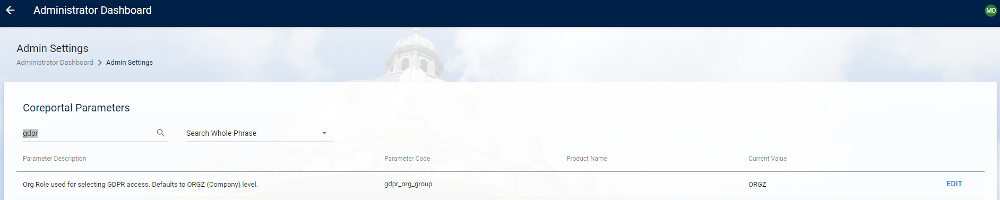 Administrator Dashboard
MO
Admin Settings
Administrator Dashboard > Admin Settings
Coreportal Parameters
gdpr
Search Whole Phrase
Parameter Description Parameter Code Product Name Current Value
Org Role used for selecting GDPR access. Defaults to ORGZ (Company) level. gdpr_org_group ORGZ EDIT